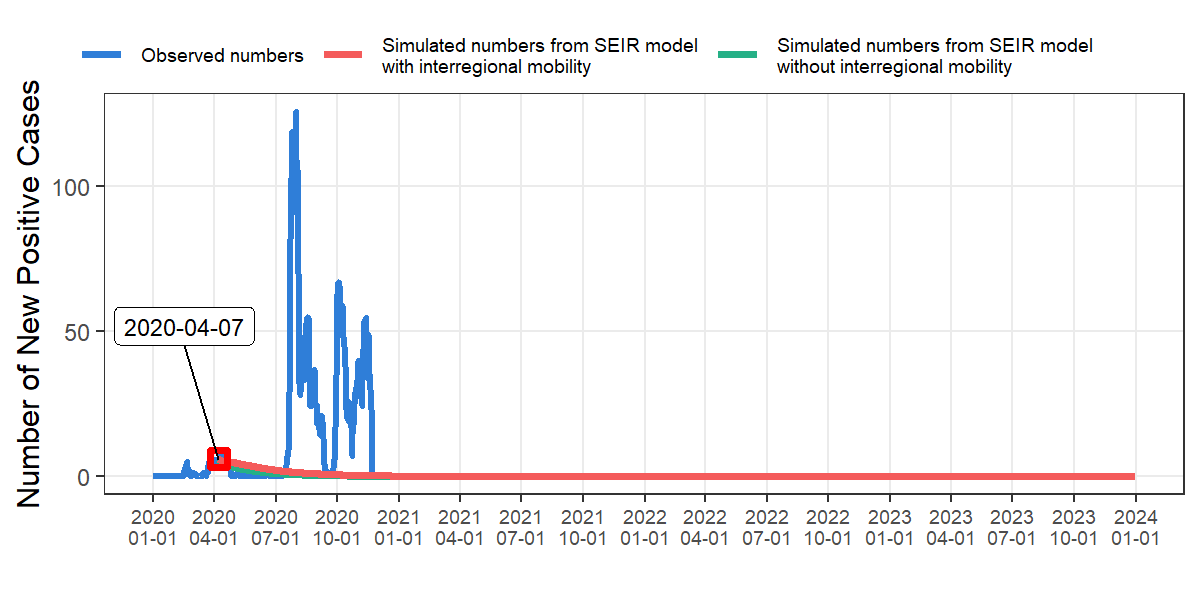 Observed numbers
Simulated numbers from SEIR model
with interregional mobility
Simulated numbers from SEIR model
without interregional mobility
Number of New Positive Cases
100
50
0
2020-04-07
2020 2020 2020 2020 2021 2021 2021 2021 2022 2022 2022 2022 2023 2023 2023 2023 2024
01-01 04-01 07-01 10-01 01-01 04-01 07-01 10-01 01-01 04-01 07-01 10-01 01-01 04-01 07-01 10-01 01-01